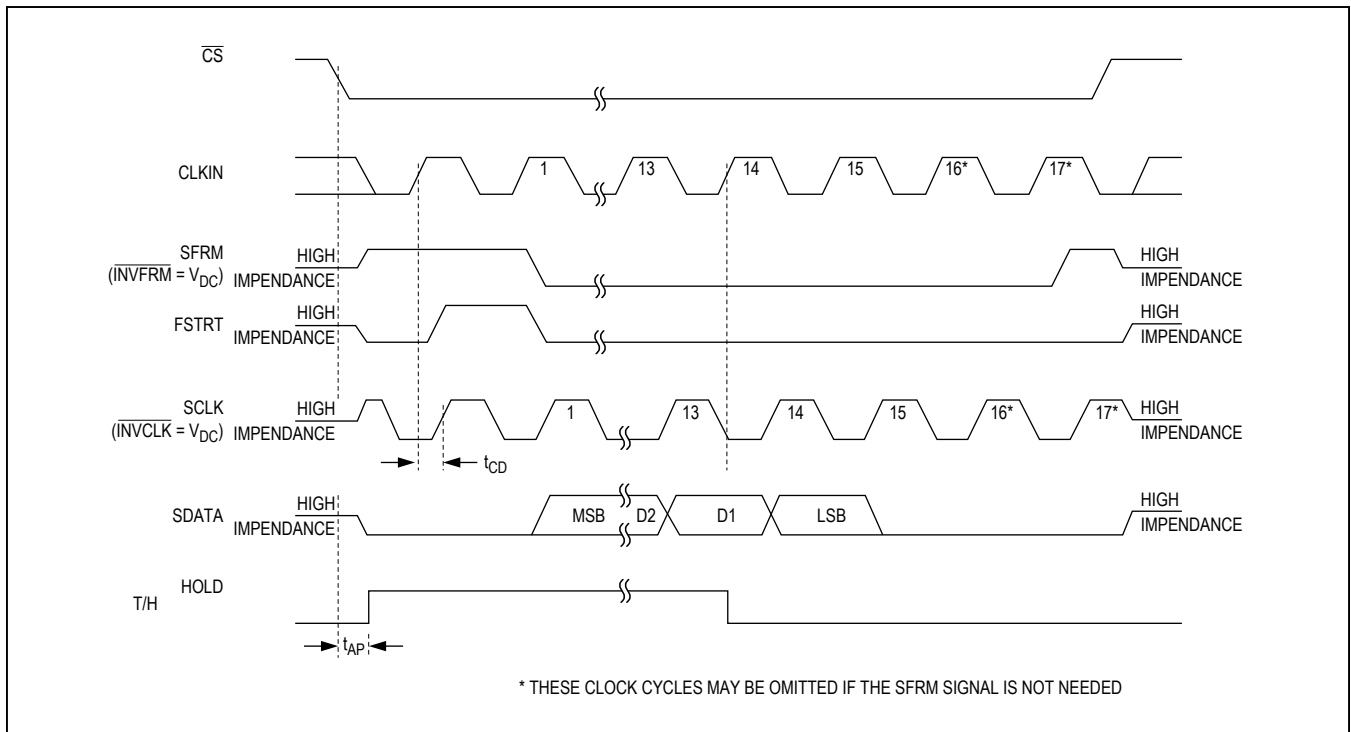 CS
CLKIN
1 13 14 15 16* 17*
SFRM
(INVFRM = VDC)
HIGH
IMPENDANCE
HIGH
IMPENDANCE
FSTRT
HIGH
IMPENDANCE
HIGH
IMPENDANCE
SCLK
(INVCLK = VDC)
HIGH
IMPENDANCE
1 13 14 15 16* 17*
HIGH
IMPENDANCE
tCD
SDATA
HIGH
IMPENDANCE
MSB D2 D1 LSB
HIGH
IMPENDANCE
T/H
HOLD
tAP
* THESE CLOCK CYCLES MAY BE OMITTED IF THE SFRM SIGNAL IS NOT NEEDED